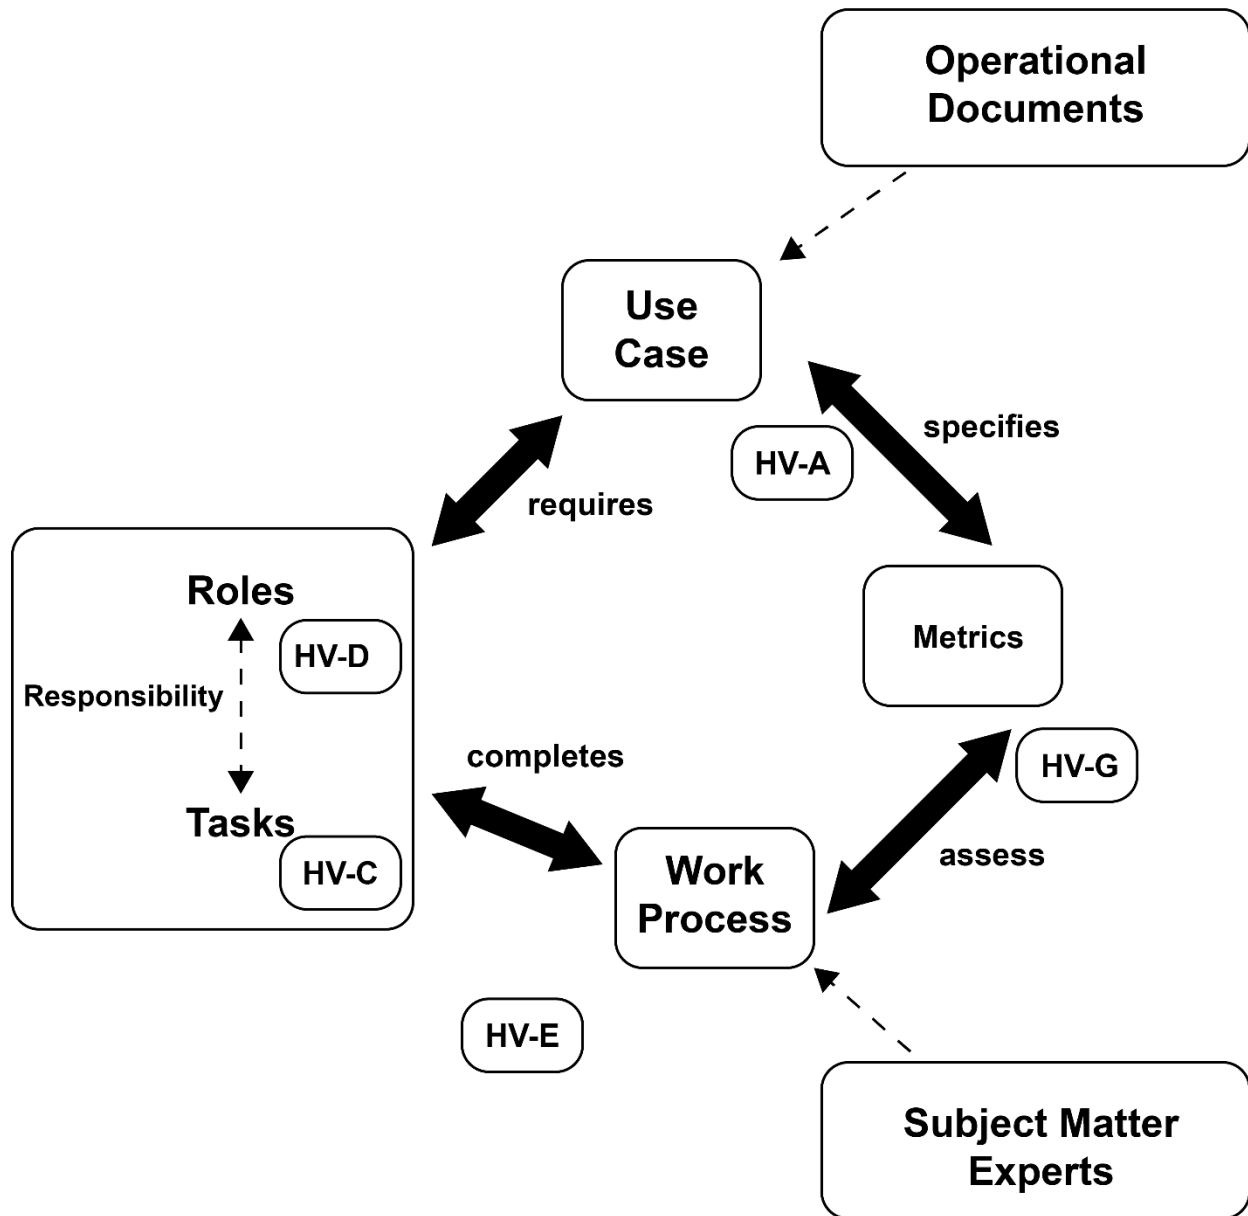 Operational
Documents
Use
Case
specifies
HV-A
requires
Roles
HV-D
Responsibility
Metrics
completes
HV-G
Tasks
HV-C
Work
Process
assess
HV-E
Subject Matter
Experts